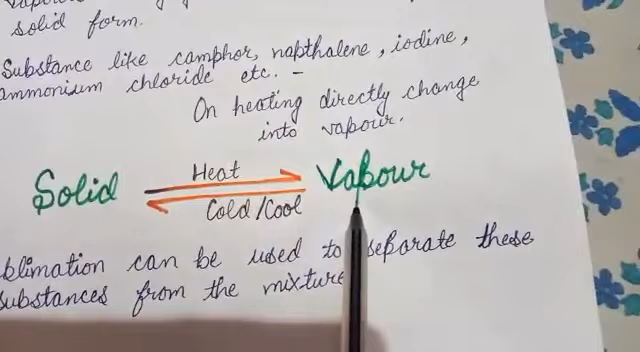 solid form.
Substance like camphor, napthalene, iodine,
ammonium chloride etc. -
On heating directly change
into vapour.
Heat
Solid Vapour
Cold/Cool
blimation can be used to separate these
substances from the mixture